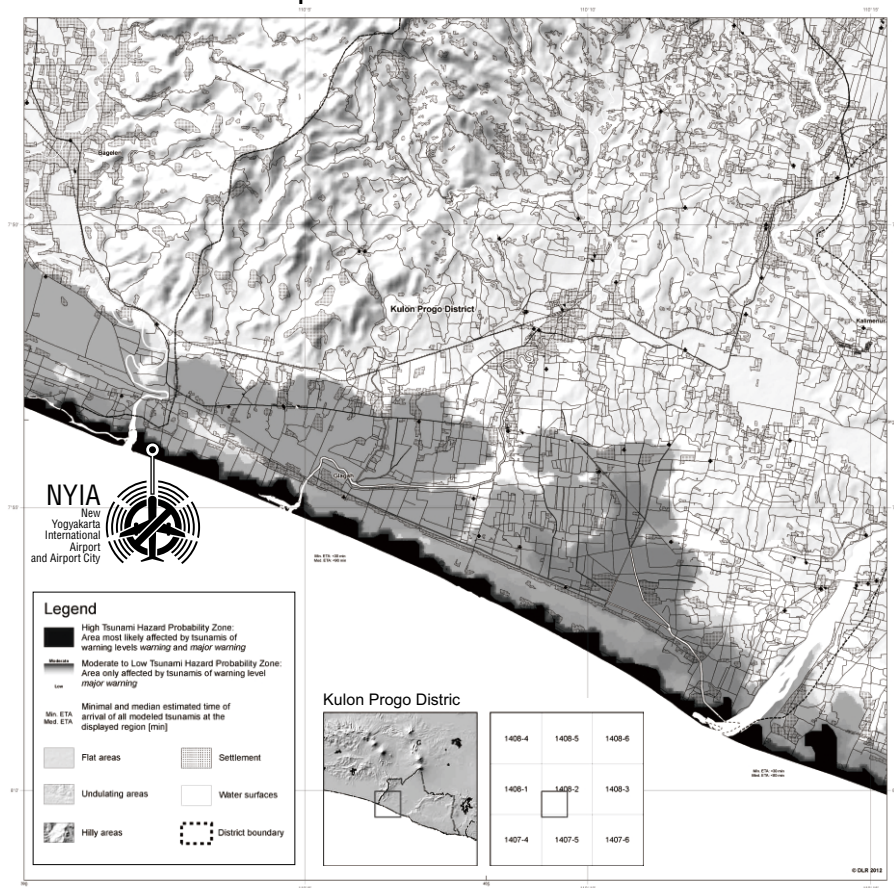 Bagelen
Kulon Progo District
Kalimenur
Glagah
NYIA
New
Yogyakarta
International
Airport
and Airport City
Min. ETA: <30 min
Legend
High Tsunami Hazard Probability Zone:
Area most likely affected by tsunamis of
warning levels warning and major warning
Moderate
Low
Moderate to Low Tsunami Hazard Probability Zone:
Area only affected by tsunamis of warning level
major warning
Min. ETA
Med. ETA
Minimal and median estimated time of
arrival of all modeled tsunamis at the
displayed region [min]
Flat areas
Settlement
Undulating areas
Water surfaces
Hilly areas
District boundary
Kulon Progo Distric
1408-4 1408-5 1408-6
1408-1 1408-2 1408-3
1407-4 1407-5 1407-6
© DLR 2012